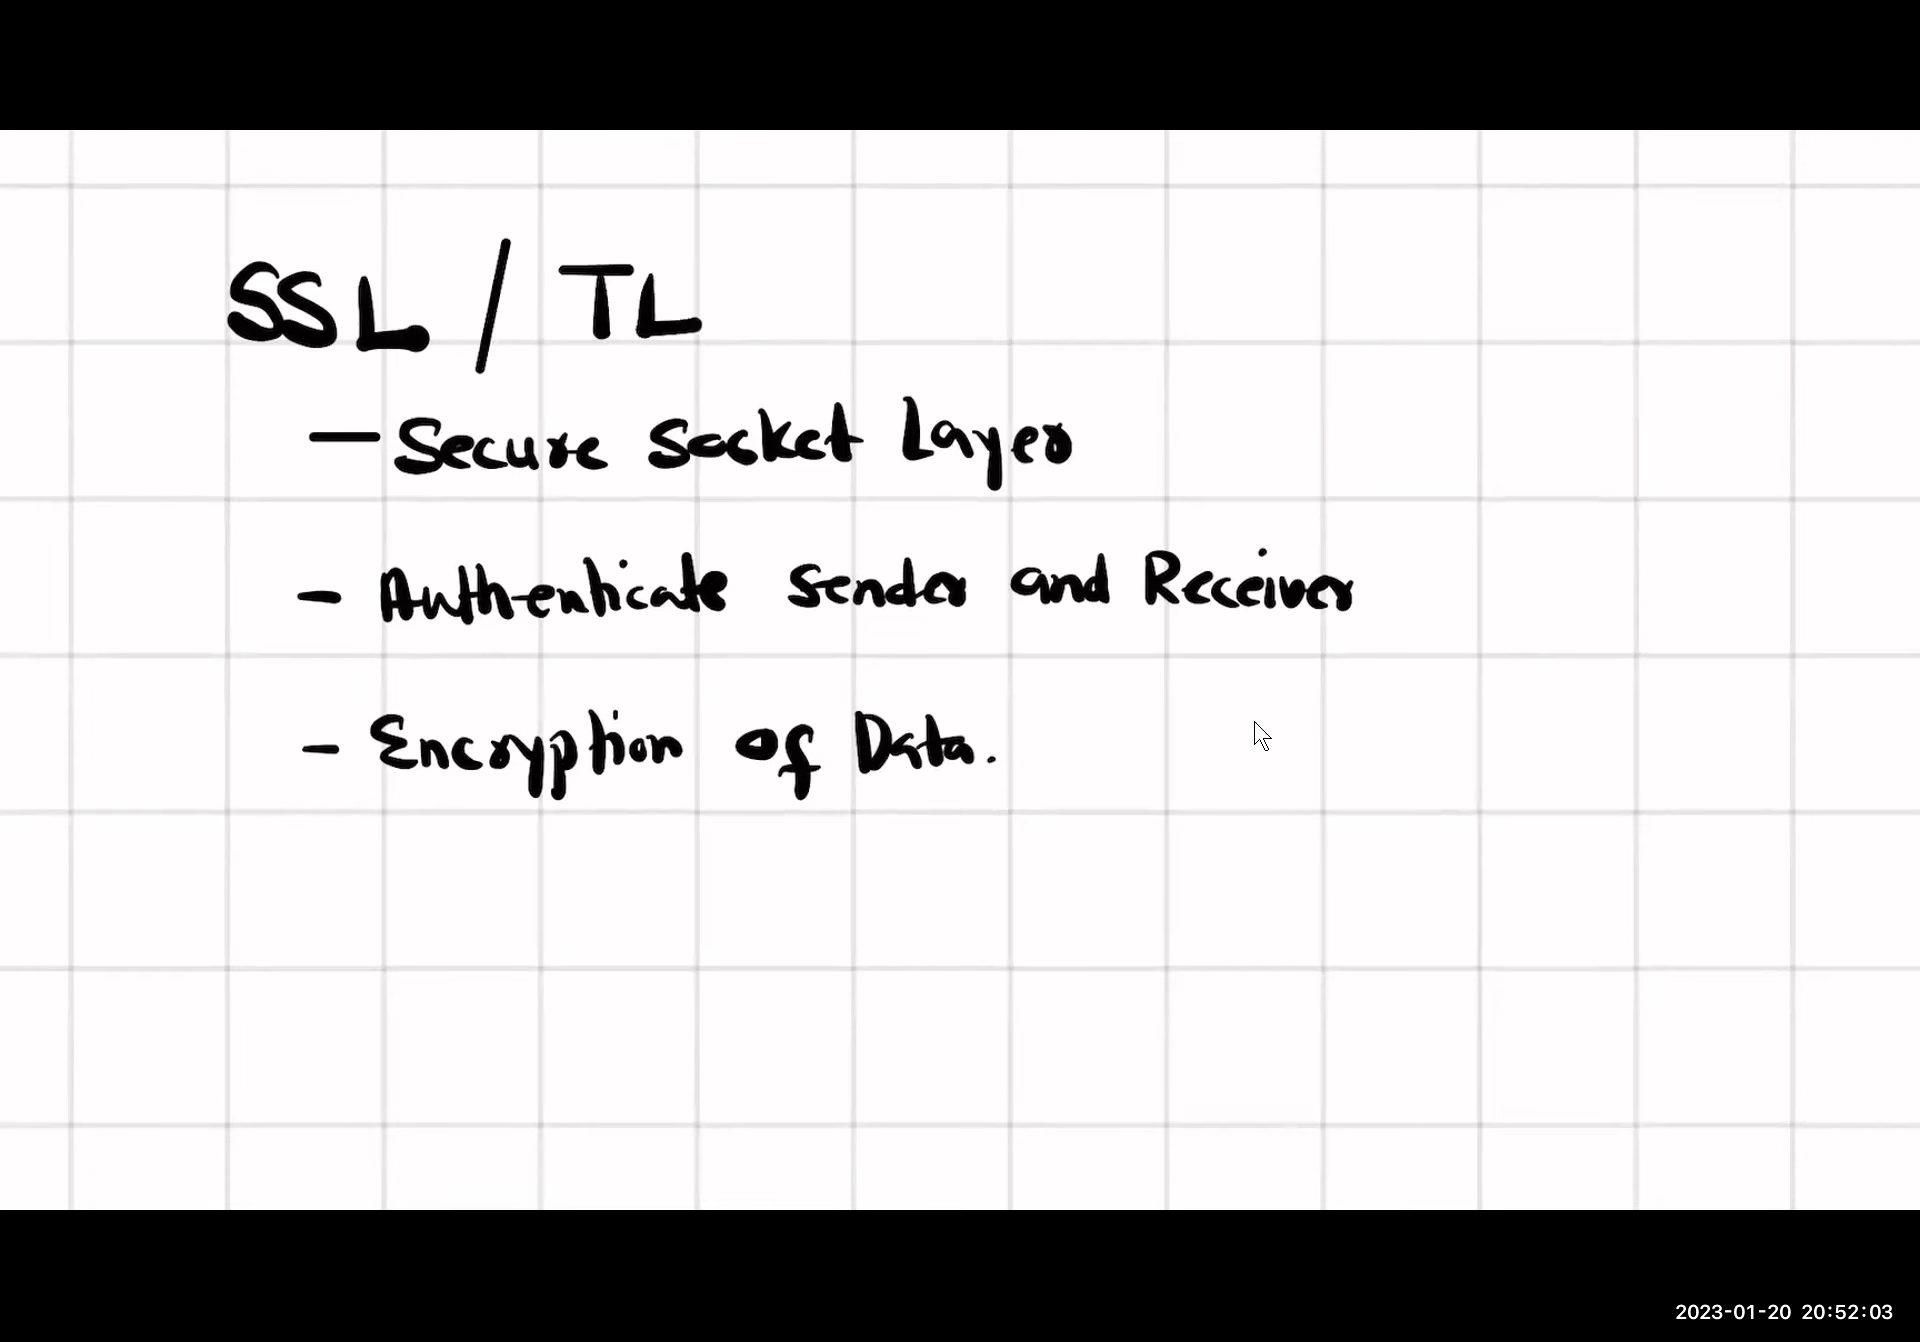 SSL / TL
- Secure Socket Layer
- Authenticate Sender and Receiver
- Encryption of Data.
2023-01-20 20:52:03